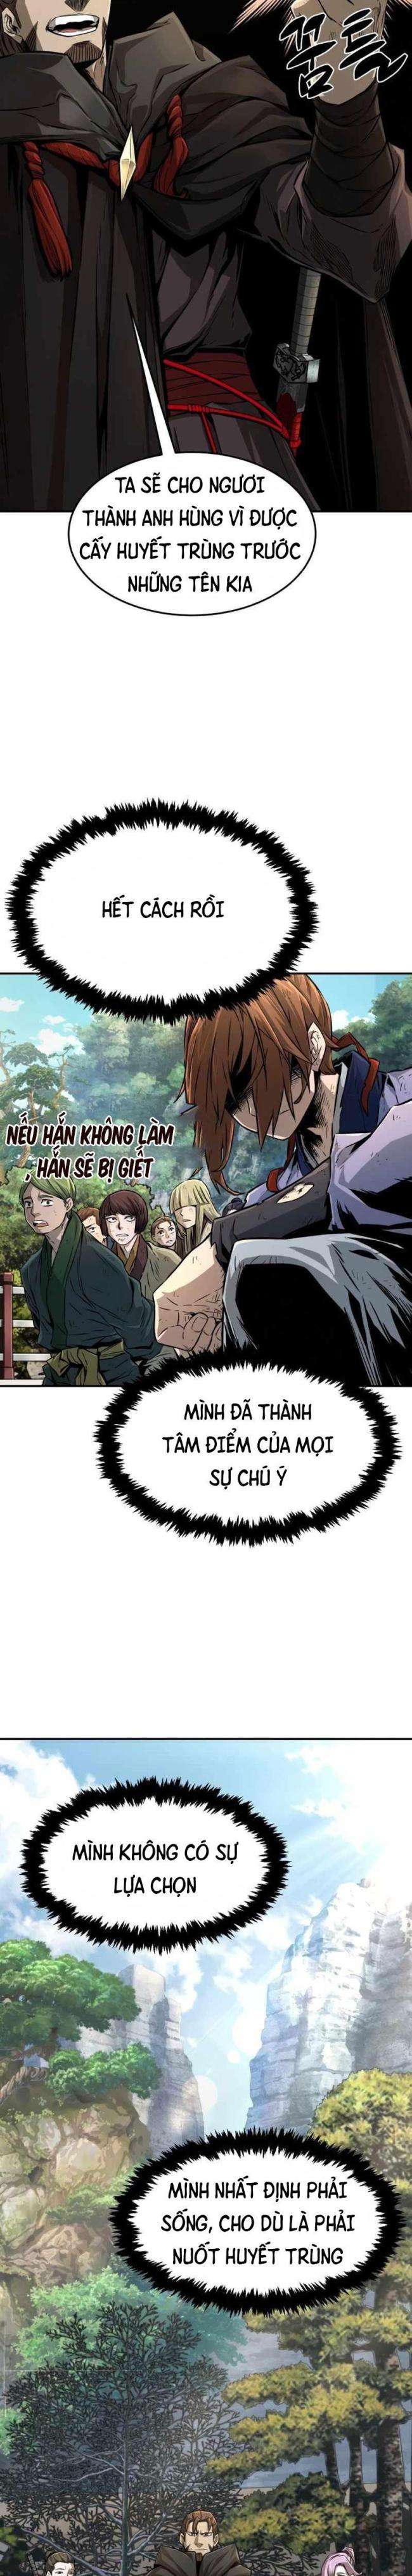 꿈틀
TA SẼ CHO NGƯƠI
THÀNH ANH HÙNG VÌ ĐƯỢC
CẤY HUYẾT TRÙNG TRƯỚC
NHỮNG TÊN KIA
HẾT CÁCH RỒI
NẾU HẮN KHÔNG LÀM
, HẮN SẼ BỊ GIẾT
MÌNH ĐÃ THÀNH
TÂM ĐIỂM CỦA MỌI
SỰ CHÚ Ý
MÌNH KHÔNG CÓ SỰ
LỰA CHỌN
MÌNH NHẤT ĐỊNH PHẢI
SỐNG, CHO DÙ LÀ PHẢI
NUỐT HUYẾT TRÙNG